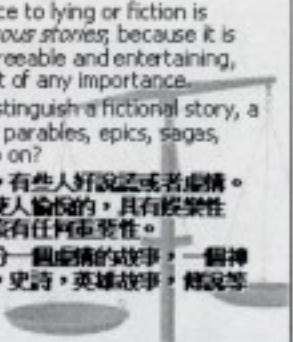 ce to lying or fiction is
ous stories; because it is
reeable and entertaining,
t of any importance.
stinguish a fictional story, a
parables, epics, sagas,
o on?
，有些人好說謊或者虛構。
使人愉悅的，具有娛樂性
沒有任何重要性。
分一個虛構的故事，一個神
，史詩，英雄故事，傳說等